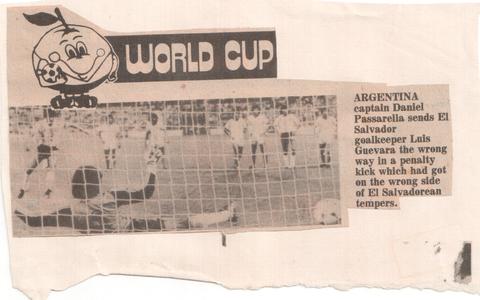 WORLD CUP
ARGENTINA
captain Daniel
Passarella sends El
Salvador
goalkeeper Luis
Guevara the wrong
way in a penalty
kick which had got
on the wrong side
of El Salvadorean
tempers.